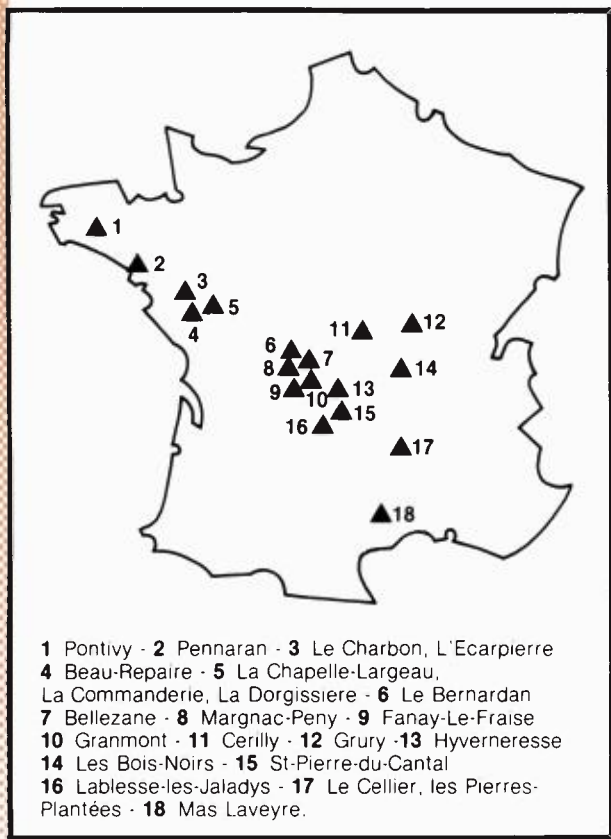 1
2
3
5
4
11
12
6
7
8
14
9
10
13
15
16
17
18
1 Pontivy - 2 Pennaran - 3 Le Charbon, L'Ecarpierre
4 Beau-Repaire - 5 La Chapelle-Largeau,
La Commanderie, La Dorgissiere - 6 Le Bernardan
7 Bellezane - 8 Margnac-Peny - 9 Fanay-Le-Fraise
10 Granmont - 11 Cerilly - 12 Grury -13 Hyverneresse
14 Les Bois-Noirs - 15 St-Pierre-du-Cantal
16 Lablesse-les-Jaladys - 17 Le Cellier, les Pierres-
Plantées - 18 Mas Laveyre.